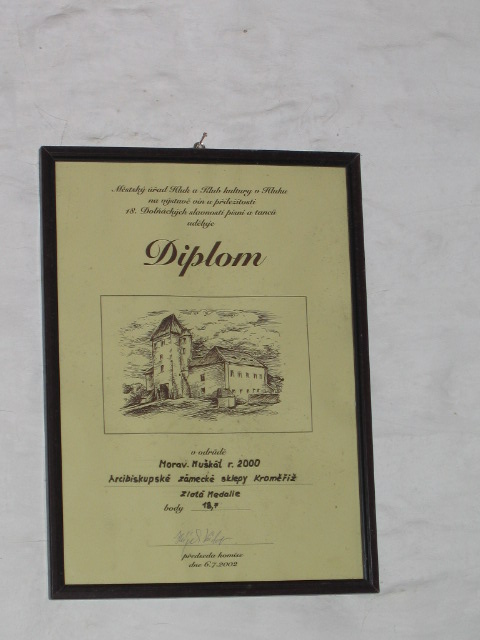 Městský úřad Hluk a Klub kultury v Hluku
na výstavě vín u příležitosti
18. Dolňáckých slavností písní a tanců
uděluje
Diplom
v odrůdě
Morav. Muškát r. 2000
Arcibiskupské zámecké sklepy Kroměříž
Zlatá Medaile
body 18,7
předseda komise
dne 6.7.2002